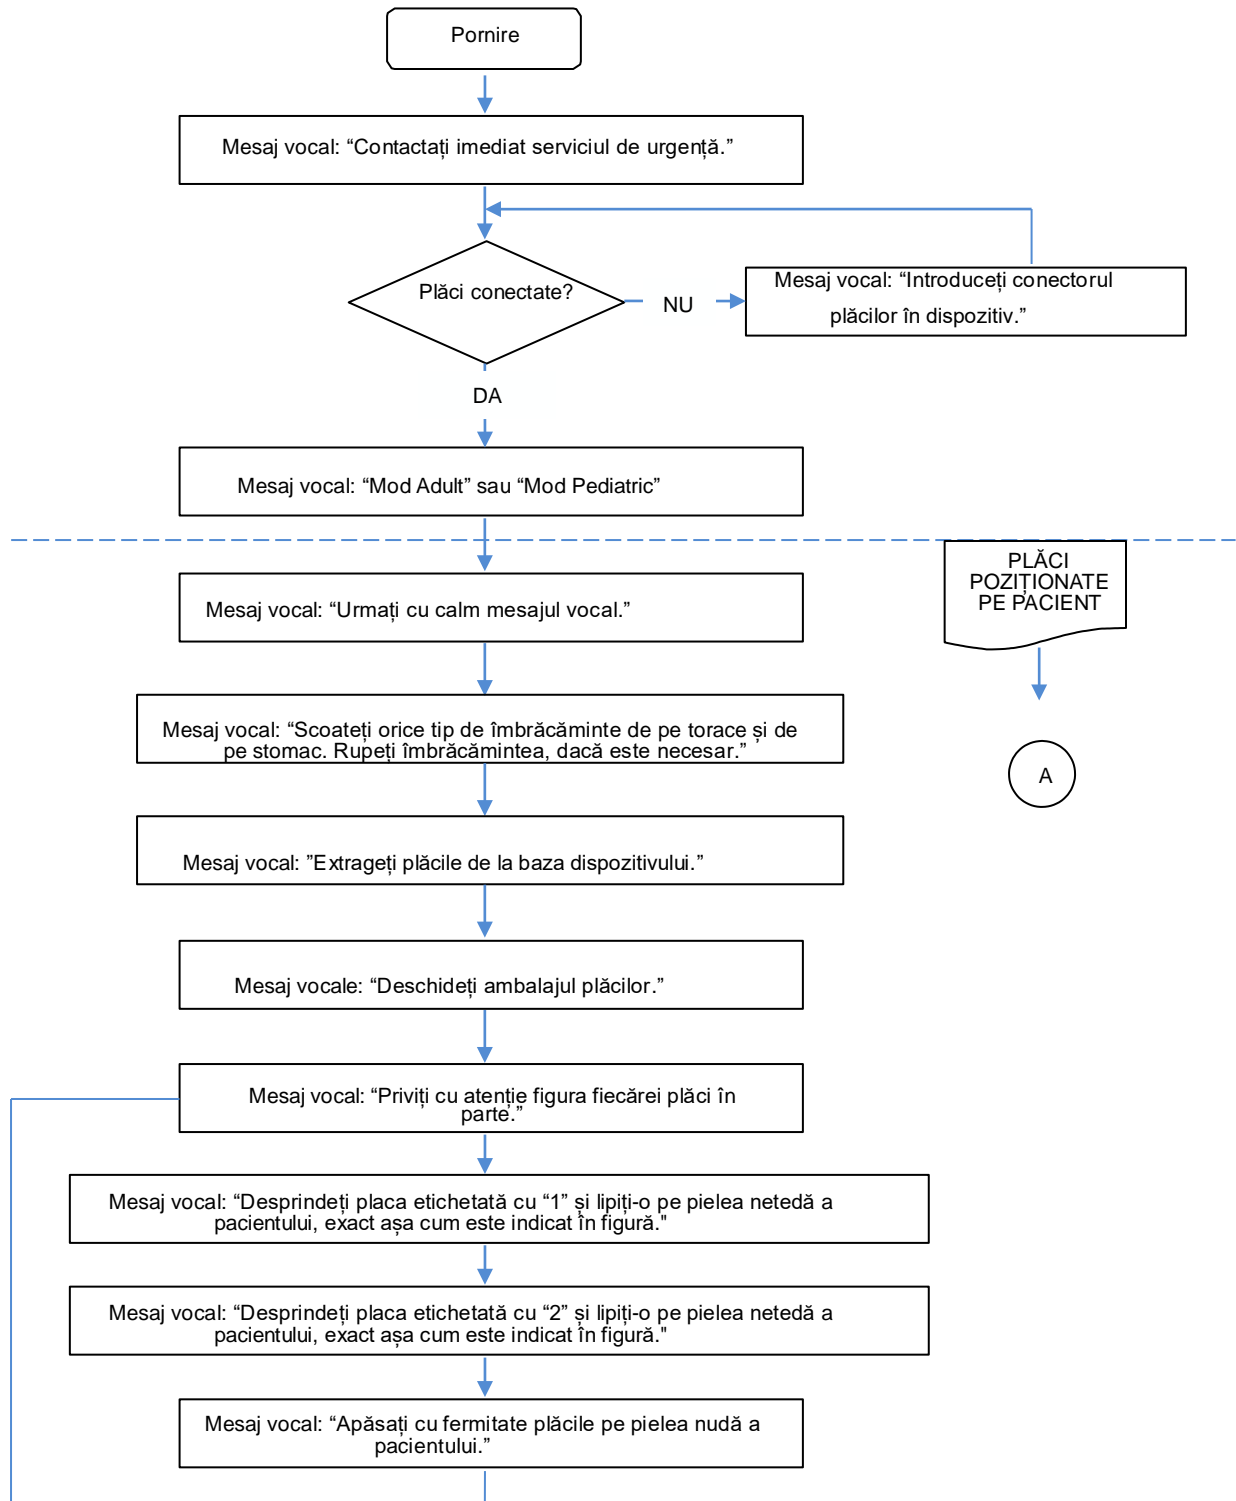 Pornire
Mesaj vocal: “Contactați imediat serviciul de urgență.”
Plăci conectate?
NU
Mesaj vocal: “Introduceți conectorul
plăcilor în dispozitiv.”
DA
Mesaj vocal: “Mod Adult” sau “Mod Pediatric”
PLĂCI
POZIȚIONATE
PE PACIENT
Mesaj vocal: “Urmați cu calm mesajul vocal.”
Mesaj vocal: “Scoateți orice tip de îmbrăcăminte de pe torace și de
pe stomac. Rupeți îmbrăcămintea, dacă este necesar.”
A
Mesaj vocal: ”Extrageți plăcile de la baza dispozitivului.”
Mesaj vocale: “Deschideți ambalajul plăcilor.”
Mesaj vocal: “Priviți cu atenție figura fiecărei plăci în
parte.”
Mesaj vocal: “Desprindeți placa etichetată cu “1” și lipiți-o pe pielea netedă a
pacientului, exact așa cum este indicat în figură."
Mesaj vocal: “Desprindeți placa etichetată cu “2” și lipiți-o pe pielea netedă a
pacientului, exact așa cum este indicat în figură."
Mesaj vocal: “Apăsați cu fermitate plăcile pe pielea nudă a
pacientului.”